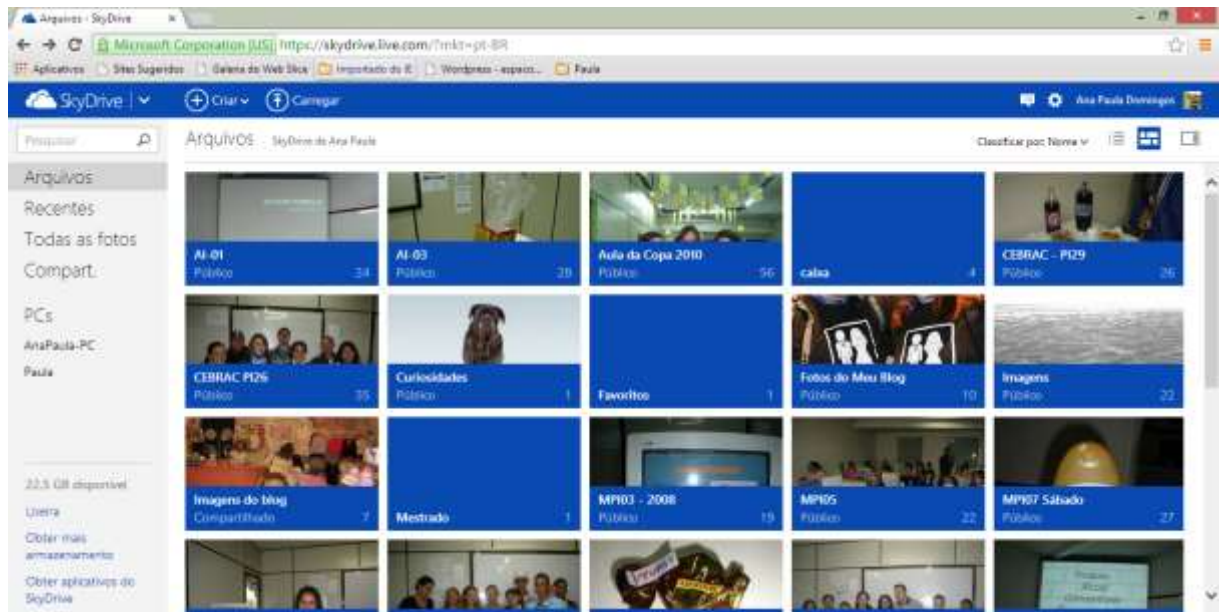 Arquivos - SkyDrive
Microsoft Corporation [US] https://skydrive.live.com/?mkt=pt-BR
Aplicativos Sites Sugeridos Galeria do Web Slice Importado do IE Wordpress - espaco... Paula
SkyDrive Criar Carregar Ana Paula Domingos
Pesquisar Arquivos SkyDrive de Ana Paula Classificar por: Nome
Arquivos
Recentes
Todas as fotos
Compart.
PCs
AnaPaula-PC
Paula
22,5 GB disponível
Lixeira
Obter mais
armazenamento
Obter aplicativos do
SkyDrive
AI-01
Público 24
AI-03
Público 28
Aula da Copa 2010
Público 56
caixa 4
CEBRAC - PI29
Público 26
CEBRAC PI26
Público 35
Curiosidades
Público 1
Favoritos 1
Fotos do Meu Blog
Público 10
Imagens
Público 22
Imagens do blog
Compartilhado 7
Mestrado 1
MPI03 - 2008
Público 19
MPI05
Público 22
MPI07 Sábado
Público 27